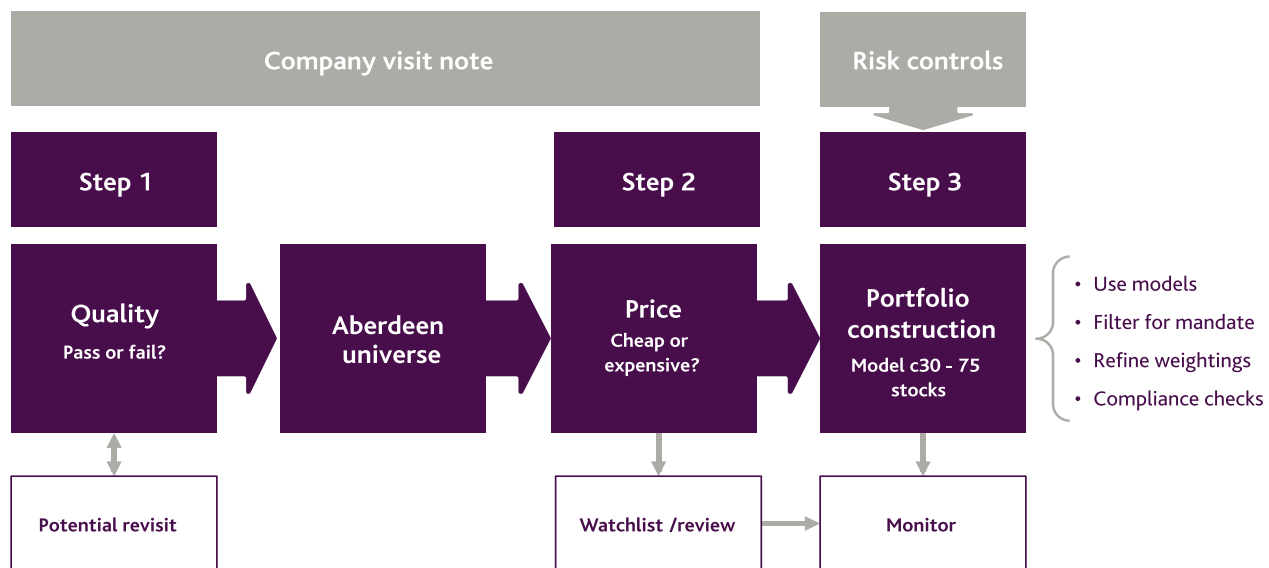 Company visit note
Risk controls
Step 1
Step 2
Step 3
Quality
Pass or fail?
Aberdeen
universe
Price
Cheap or
expensive?
Portfolio
construction
Model c30 - 75
stocks
• Use models
• Filter for mandate
• Refine weightings
• Compliance checks
Potential revisit
Watchlist /review
Monitor